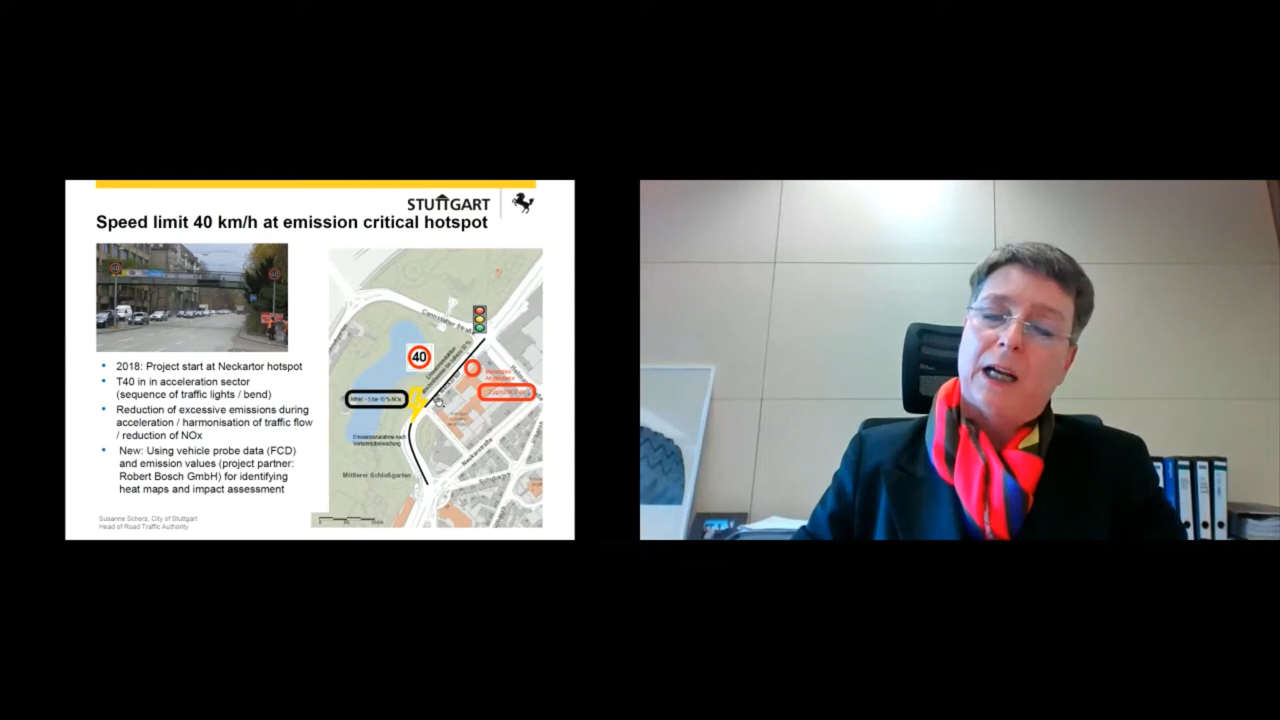 STUTTGART
Speed limit 40 km/h at emission critical hotspot
2018: Project start at Neckartor hotspot
T40 in in acceleration sector
(sequence of traffic lights / bend)
Reduction of excessive emissions during
acceleration / harmonisation of traffic flow
/ reduction of NOx
New: Using vehicle probe data (FCD)
and emission values (project partner:
Robert Bosch GmbH) for identifying
heat maps and impact assessment
Susanne Scherz, City of Stuttgart
Head of Road Traffic Authority
Cannstatter Straße
40
Mittlerer Schloßgarten
Neckarstraße